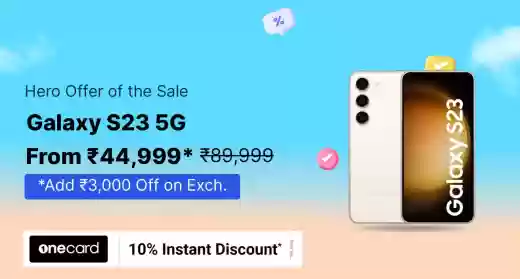 %
Hero Offer of the Sale
Galaxy S23 5G
From ₹44,999* ₹89,999
*Add ₹3,000 Off on Exch.
Galaxy S23
onecard
10% Instant Discount*